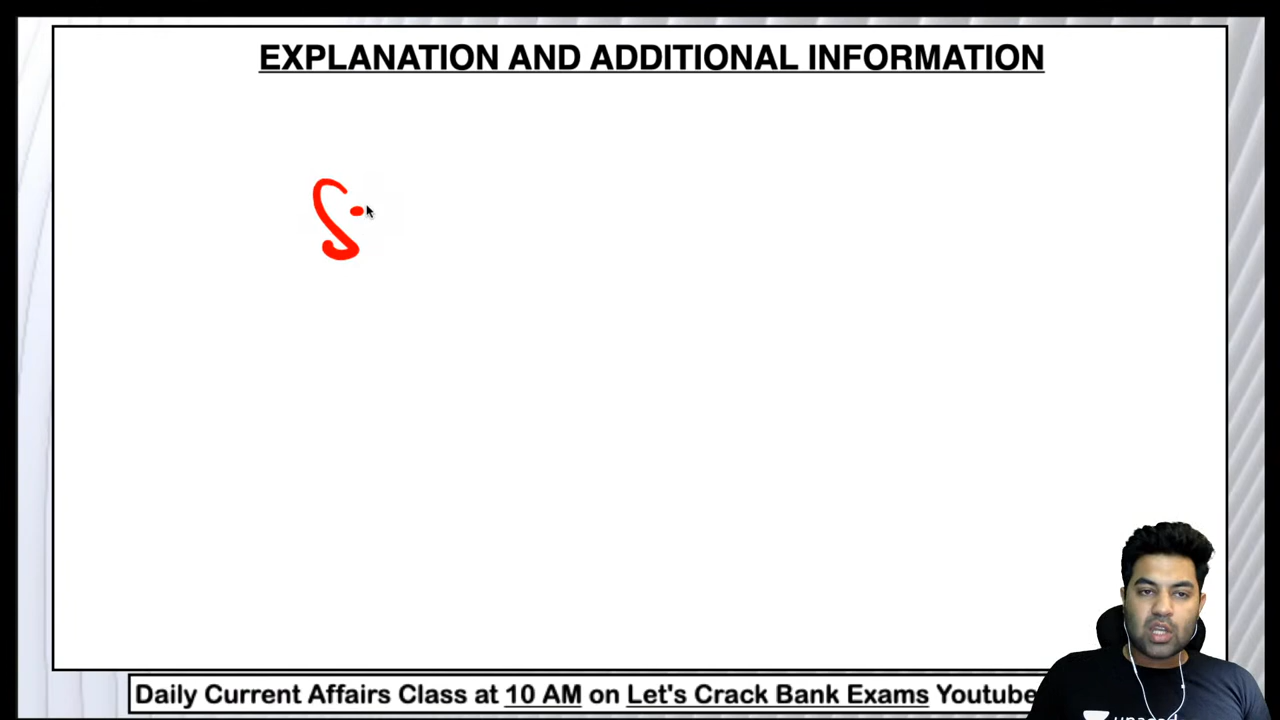 EXPLANATION AND ADDITIONAL INFORMATION
S
Daily Current Affairs Class at 10 AM on Let's Crack Bank Exams Youtube